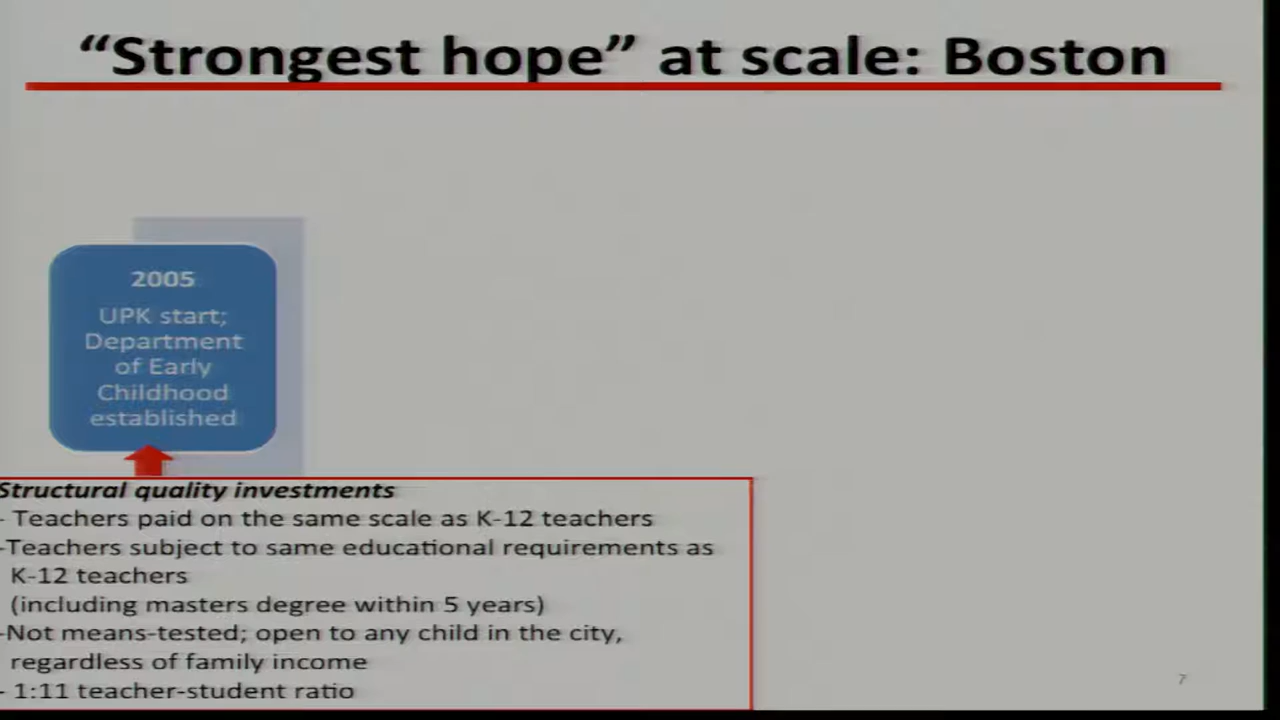 “Strongest hope” at scale: Boston
2005
UPK start;
Department
of Early
Childhood
established
Structural quality investments
- Teachers paid on the same scale as K-12 teachers
-Teachers subject to same educational requirements as
K-12 teachers
(including masters degree within 5 years)
-Not means-tested; open to any child in the city,
regardless of family income
- 1:11 teacher-student ratio
7